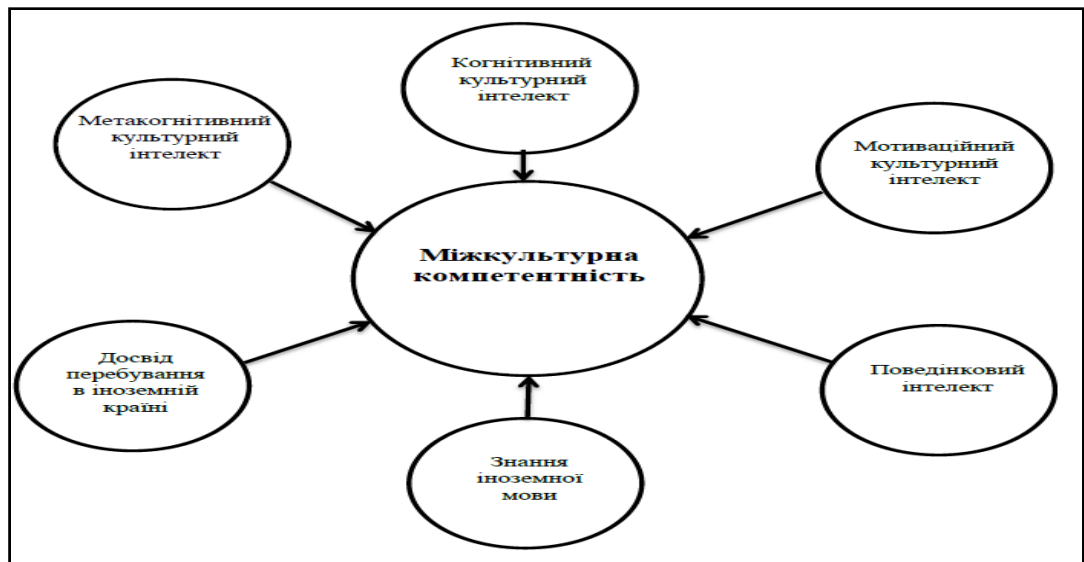 Когнітивний
культурний
інтелект
Метакогнітивний
культурний
інтелект
Мотиваційний
культурний
інтелект
Міжкультурна
компетентність
Досвід
перебування
в іноземній
країні
Поведінковий
інтелект
Знання
іноземної
мови